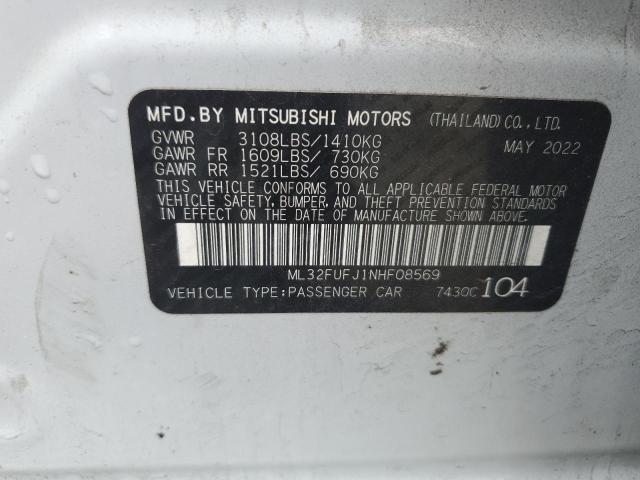 MFD.BY MITSUBISHI MOTORS (THAILAND) CO., LTD.
GVWR 3108LBS/1410KG MAY 2022
GAWR FR 1609LBS/ 730KG
GAWR RR 1521LBS/ 690KG
THIS VEHICLE CONFORMS TO ALL APPLICABLE FEDERAL MOTOR
VEHICLE SAFETY, BUMPER, AND THEFT PREVENTION STANDARDS
IN EFFECT ON THE DATE OF MANUFACTURE SHOWN ABOVE.
ML32FUFJ1NHF08569
VEHICLE TYPE:PASSENGER CAR 7430C 104